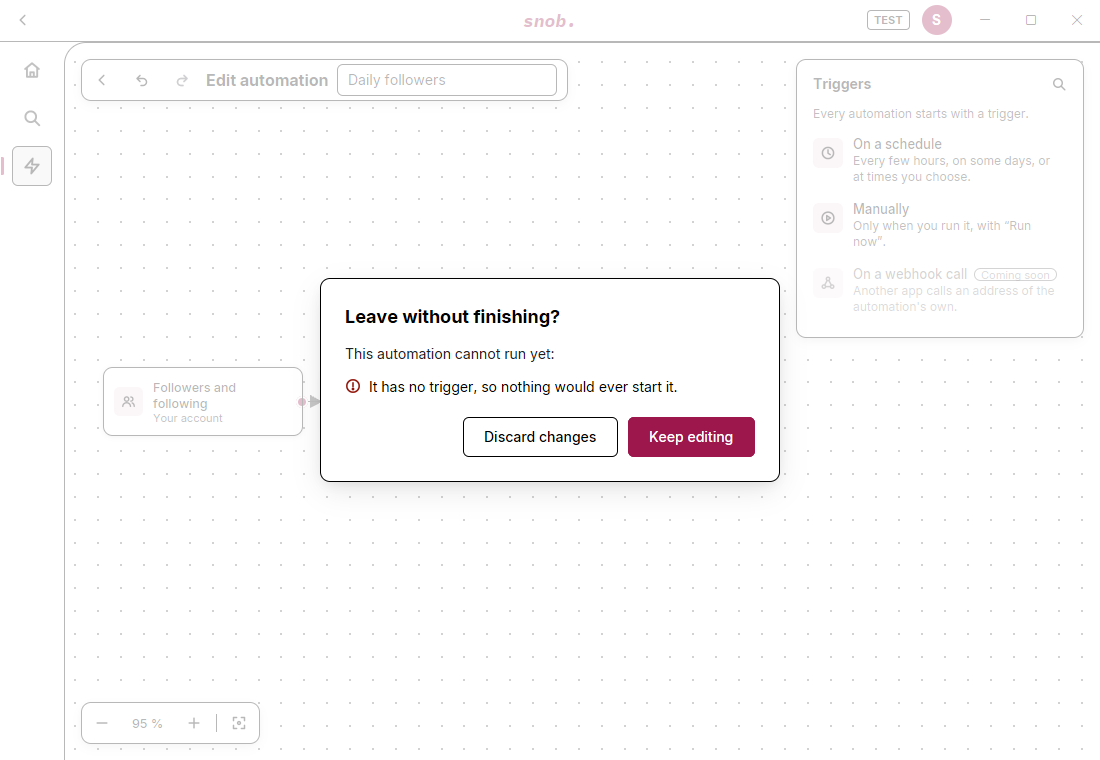 snob.
TEST
S
Edit automation
Daily followers
Triggers
Every automation starts with a trigger.
On a schedule
Every few hours, on some days, or
at times you choose.
Manually
Only when you run it, with “Run
now”.
On a webhook call
Coming soon
Another app calls an address of the
automation's own.
Leave without finishing?
This automation cannot run yet:
It has no trigger, so nothing would ever start it.
Discard changes
Keep editing
Followers and
following
Your account
95 %